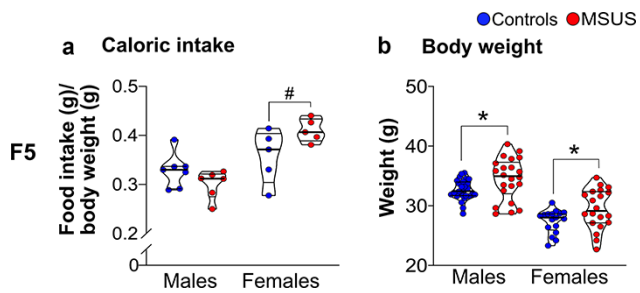 Controls MSUS
a Caloric intake
b Body weight
F5
Food intake (g)/
body weight (g)
0.5
0.4
0.3
0.2
0
#
Males Females
Weight (g)
50
40
30
20
*
*
Males Females